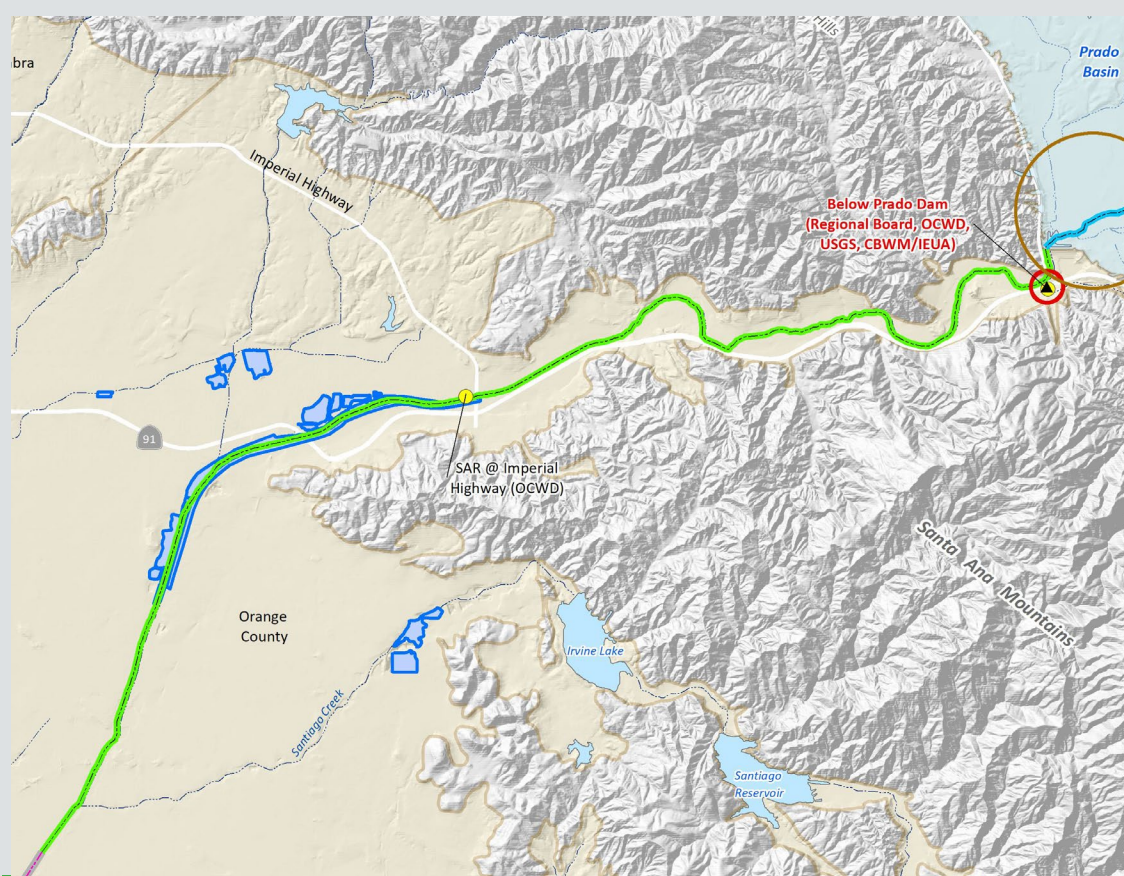 Hills
Prado
Basin
bra
Imperial Highway
Below Prado Dam
(Regional Board, OCWD,
USGS, CBWM/IEUA)
91
SAR @ Imperial
Highway (OCWD)
Santa Ana Mountains
Orange
County
Irvine Lake
Santiago Creek
Santiago
Reservoir